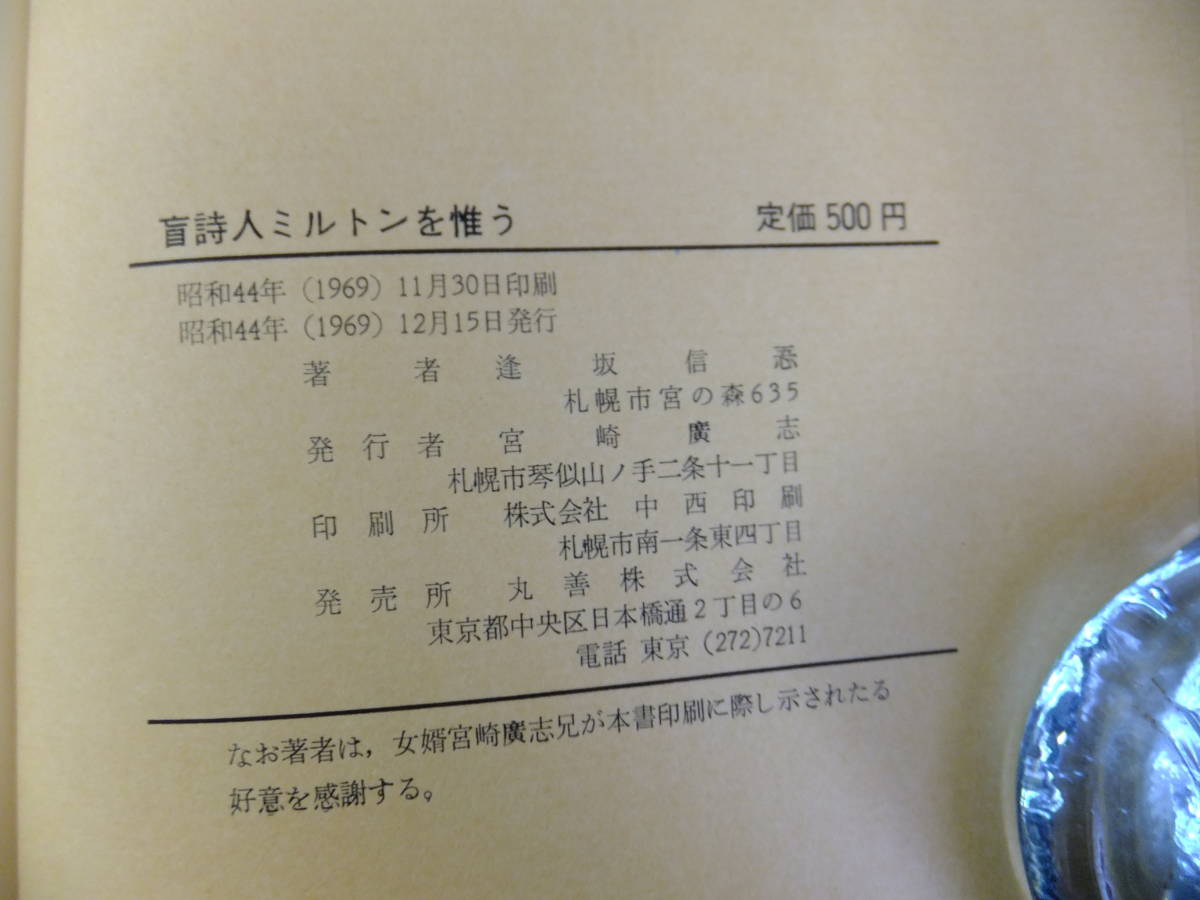 盲詩人ミルトンを惟う 定価500円
昭和44年（1969）11月30日印刷
昭和44年（1969）12月15日発行
著者 逢坂信忢
札幌市宮の森635
発行者 宮崎廣志
札幌市琴似山ノ手二条十一丁目
印刷所 株式会社 中西印刷
札幌市南一条東四丁目
発売所 丸善株式会社
東京都中央区日本橋通2丁目の6
電話 東京（272)7211
なお著者は，女婿宮崎廣志兄が本書印刷に際し示されたる
好意を感謝する。